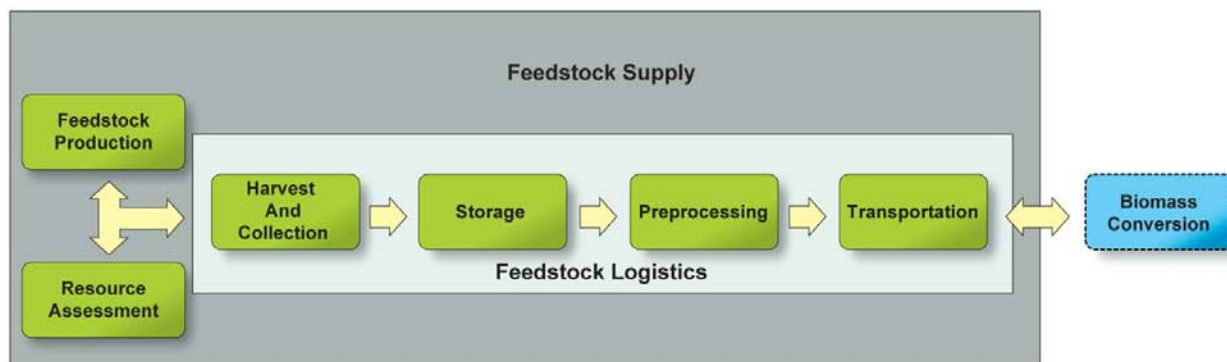 Feedstock Supply
Feedstock
Production
Harvest
And
Collection
Storage
Preprocessing
Transportation
Biomass
Conversion
Feedstock Logistics
Resource
Assessment